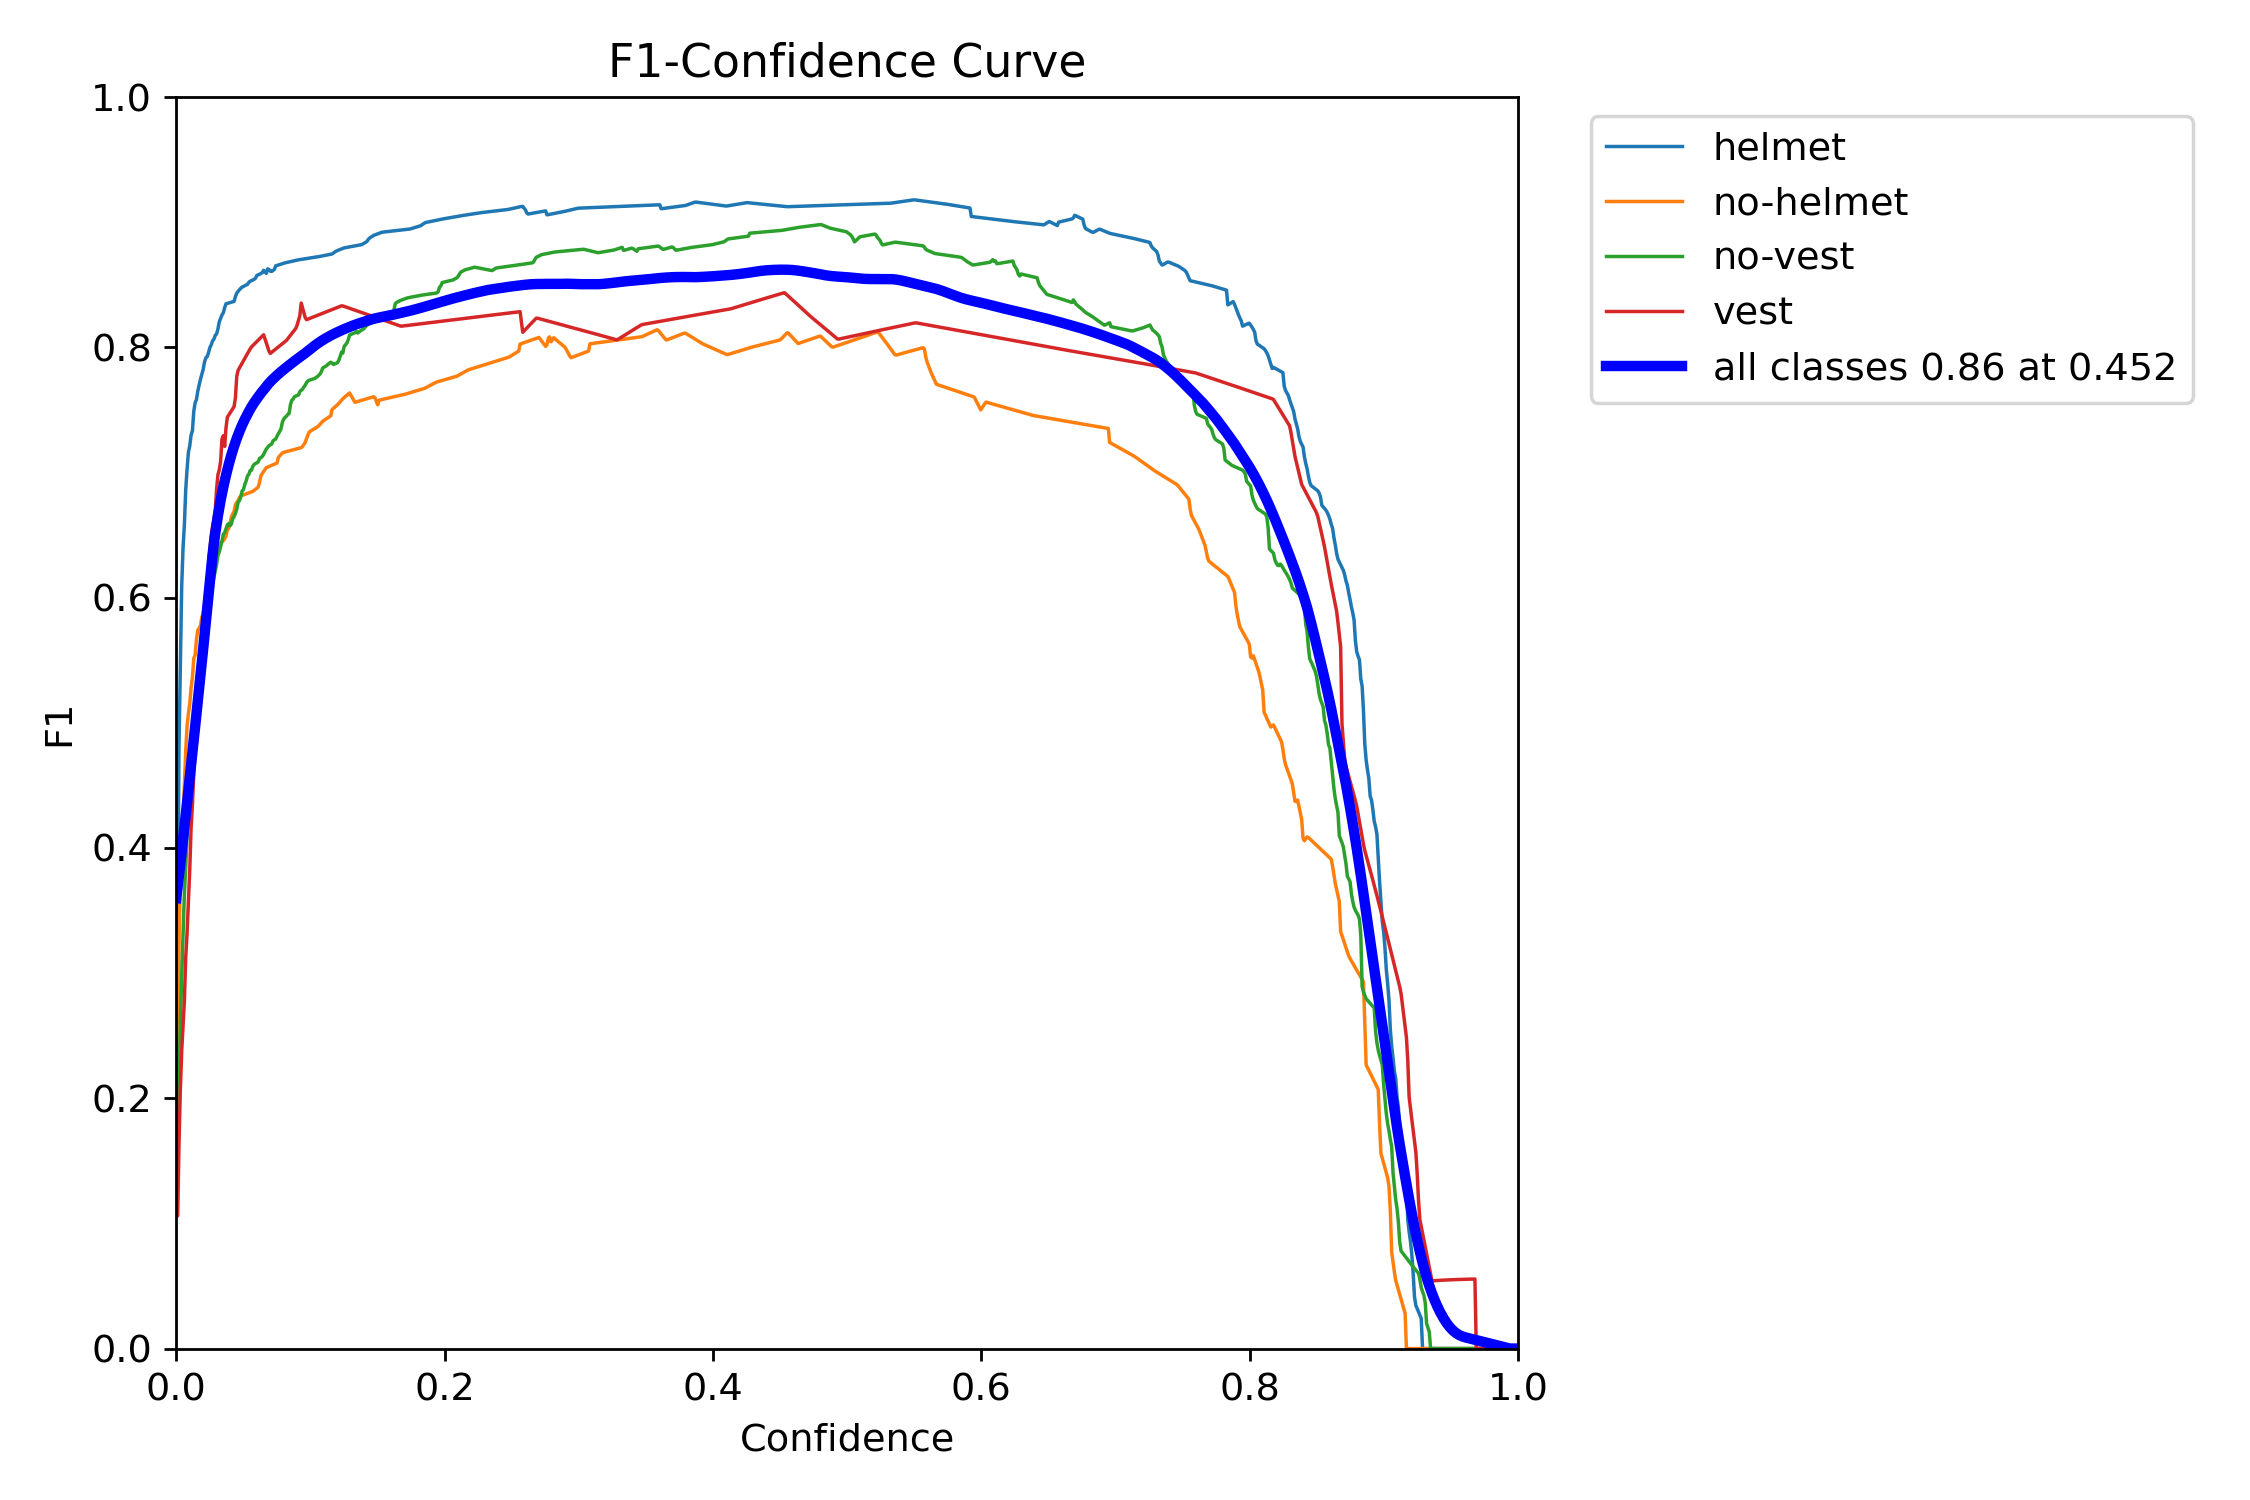 F1-Confidence Curve
1.0
0.8
0.6
0.4
0.2
0.0
F1
0.0 0.2 0.4 0.6 0.8 1.0
Confidence
helmet
no-helmet
no-vest
vest
all classes 0.86 at 0.452